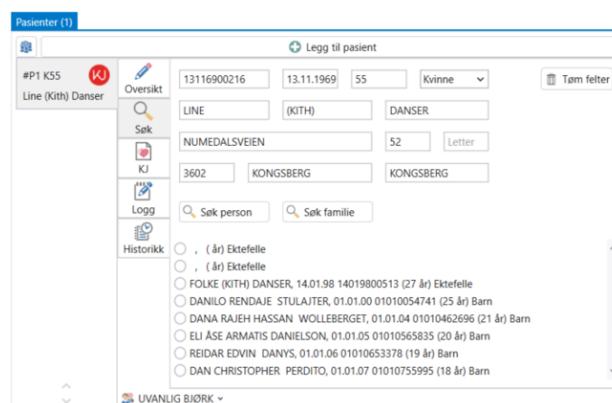 Pasienter (1)
Legg til pasient
#P1 K55
KJ
Line (Kith) Danser
Oversikt
Søk
KJ
Logg
Historikk
13116900216 13.11.1969 55 Kvinne Tøm felter
LINE (KITH) DANSER
NUMEDALSVEIEN 52 Letter
3602 KONGSBERG KONGSBERG
Søk person Søk familie
, ( år) Ektefelle
, ( år) Ektefelle
FOLKE (KITH) DANSER, 14.01.98 14019800513 (27 år) Ektefelle
DANILO RENDAJE STULAJTER, 01.01.00 01010054741 (25 år) Barn
DANA RAJEH HASSAN WOLLEBERGET, 01.01.04 01010462696 (21 år) Barn
ELI ÅSE ARMATIS DANIELSON, 01.01.05 01010565835 (20 år) Barn
REIDAR EDVIN DANYS, 01.01.06 01010653378 (19 år) Barn
DAN CHRISTOPHER PERDITO, 01.01.07 01010755995 (18 år) Barn
UVANLIG BJØRK